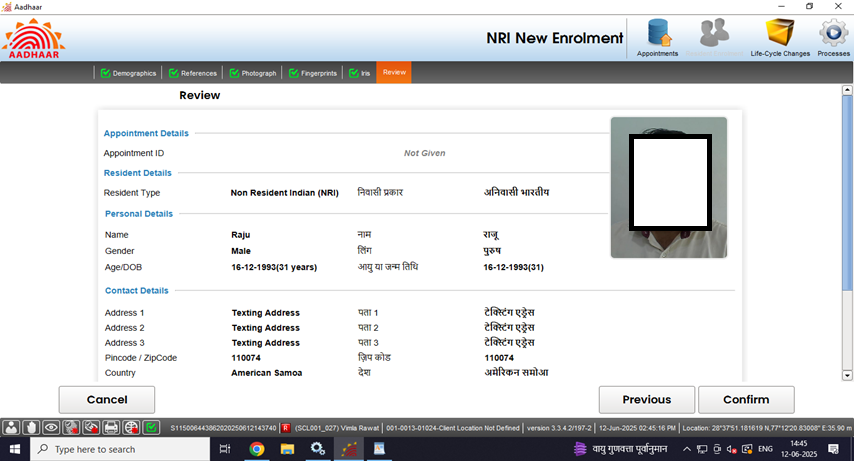 Aadhaar
AADHAAR
NRI New Enrolment
Appointments
Life-Cycle Changes
Processes
Demographics References Photograph Fingerprints Iris Review
Review
Appointment Details
Appointment ID Not Given
Resident Details
Resident Type Non Resident Indian (NRI) निवासी प्रकार अनिवासी भारतीय
Personal Details
Name Raju नाम राजू
Gender Male लिंग पुरुष
Age/DOB 16-12-1993(31 years) आयु या जन्म तिथि 16-12-1993(31)
Contact Details
Address 1 Texting Address पता 1 टेक्स्टिंग एड्रेस
Address 2 Texting Address पता 2 टेक्स्टिंग एड्रेस
Address 3 Texting Address पता 3 टेक्स्टिंग एड्रेस
Pincode / ZipCode 110074 ज़िप कोड 110074
Country American Samoa देश अमेरिकन समोआ
Cancel Previous Confirm
S115006443862020250612143740 R (SCL001_027) Vimla Rawat 001-0013-01024-Client Location Not Defined version 3.3.4.2/197-2 12-Jun-2025 02:45:16 PM Location: 28°37'51.181619 N,77°12'20.83008" E:35.90 m
Type here to search
वायु गुणवत्ता पूर्वानुमान ENG 14:45
12-06-2025